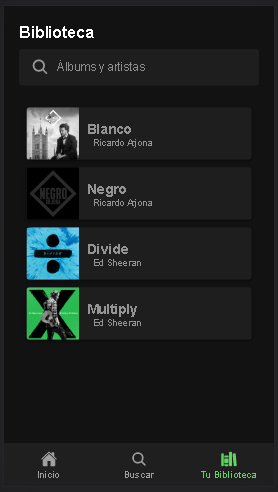 Biblioteca
Álbums y artistas
Blanco
Ricardo Arjona
NEGRO
Negro
Ricardo Arjona
Divide
Ed Sheeran
Multiply
Ed Sheeran
Inicio
Buscar
Tu Biblioteca